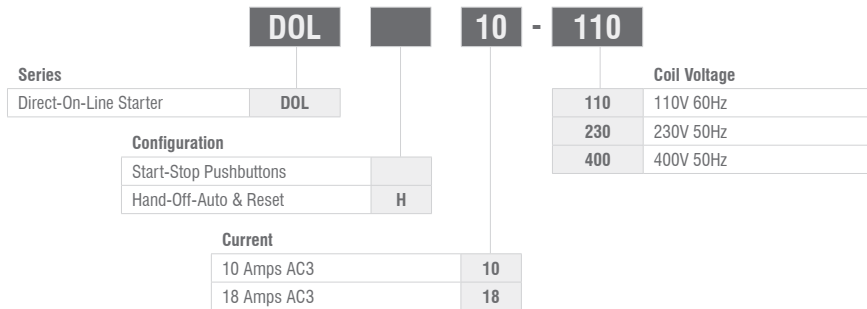 DOL 10 - 110
Series
Direct-On-Line Starter DOL
Configuration
Start-Stop Pushbuttons
Hand-Off-Auto & Reset H
Current
10 Amps AC3 10
18 Amps AC3 18
Coil Voltage
110 110V 60Hz
230 230V 50Hz
400 400V 50Hz